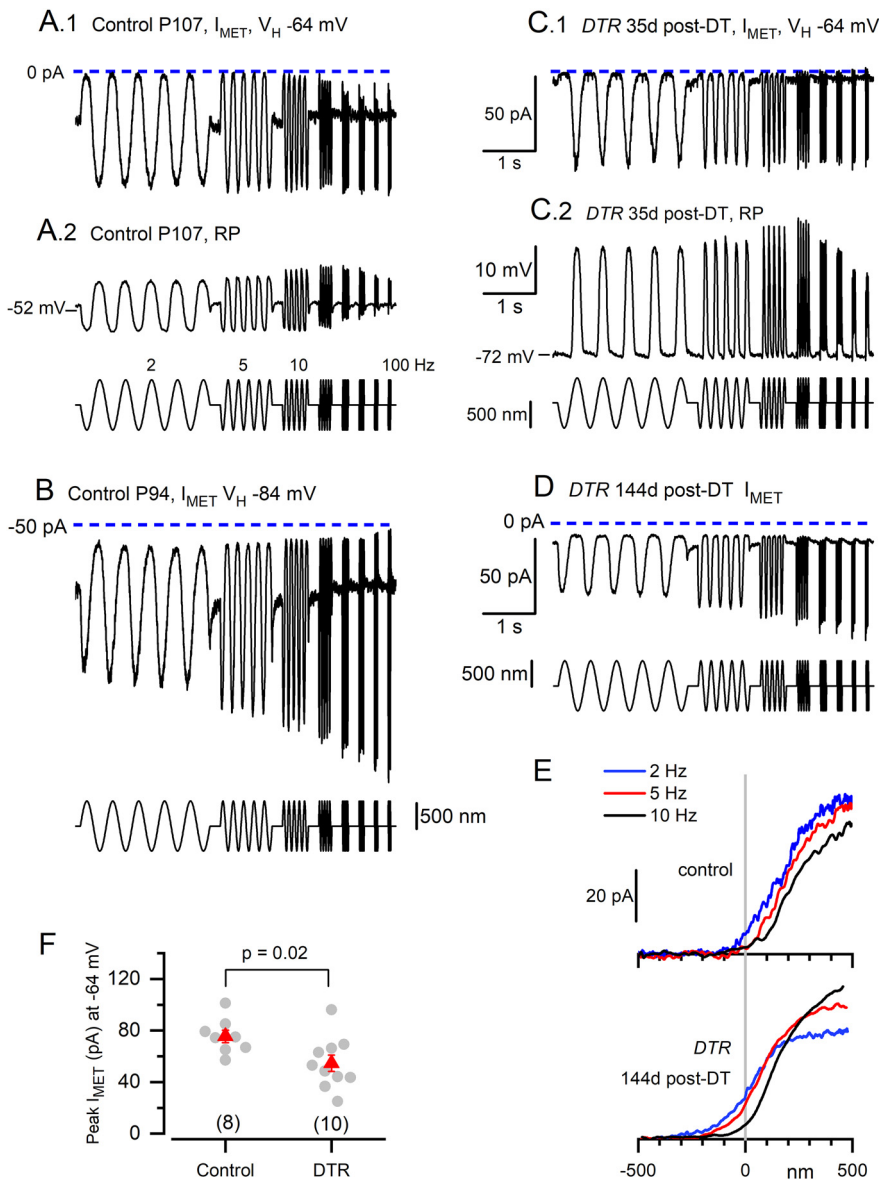 A.1 Control P107, IMET, VH -64 mV
0 pA
A.2 Control P107, RP
-52 mV
2 5 10 100 Hz
B Control P94, IMET VH -84 mV
-50 pA
500 nm
C.1 DTR 35d post-DT, IMET, VH -64 mV
50 pA
1 s
C.2 DTR 35d post-DT, RP
10 mV
1 s
-72 mV
500 nm
D DTR 144d post-DT IMET
0 pA
50 pA
1 s
500 nm
E
2 Hz
5 Hz
10 Hz
control
20 pA
DTR
144d post-DT
-500 0 nm 500
F
p = 0.02
Peak IMET (pA) at -64 mV
120
80
40
0
(8) (10)
Control DTR